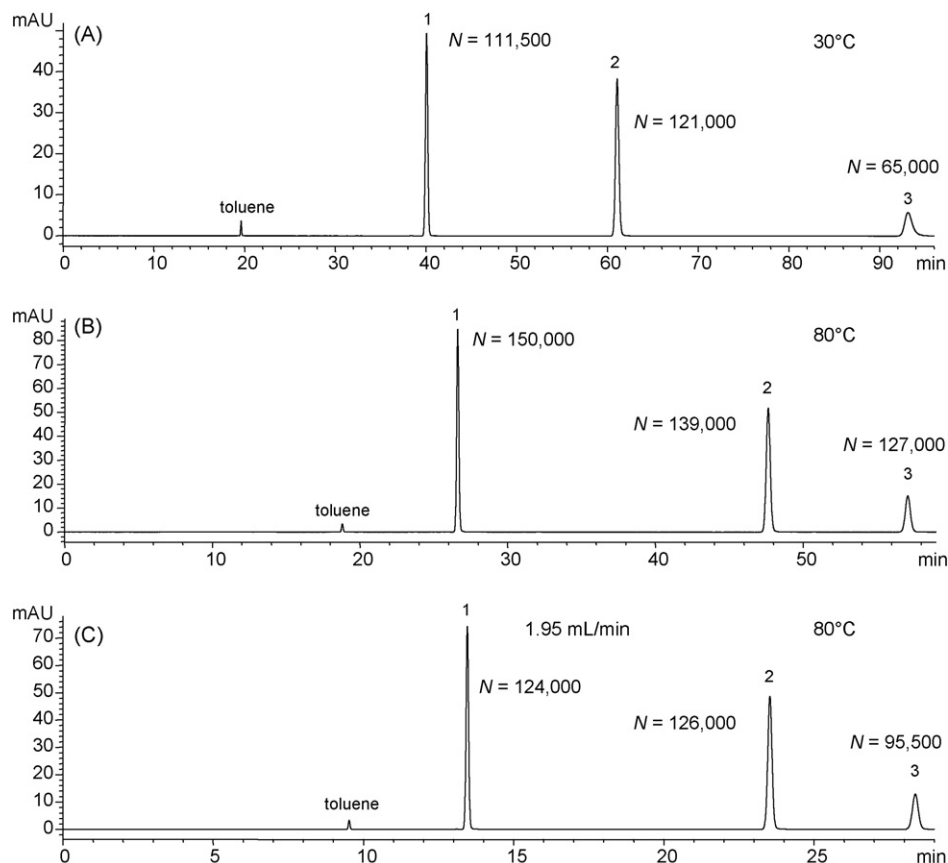 mAU (A) 1 N = 111,500 2 30°C
40
30
20
10
0
N = 121,000
N = 65,000
toluene 3
0 10 20 30 40 50 60 70 80 90 min
mAU (B) 1 80°C
80
70
60
50
40
30
20
10
0
N = 150,000
2
N = 139,000
N = 127,000
3
toluene
0 10 20 30 40 50 min
mAU (C) 1 1.95 mL/min 80°C
70
60
50
40
30
20
10
0
2
N = 124,000
N = 126,000
N = 95,500
3
toluene
0 5 10 15 20 25 min